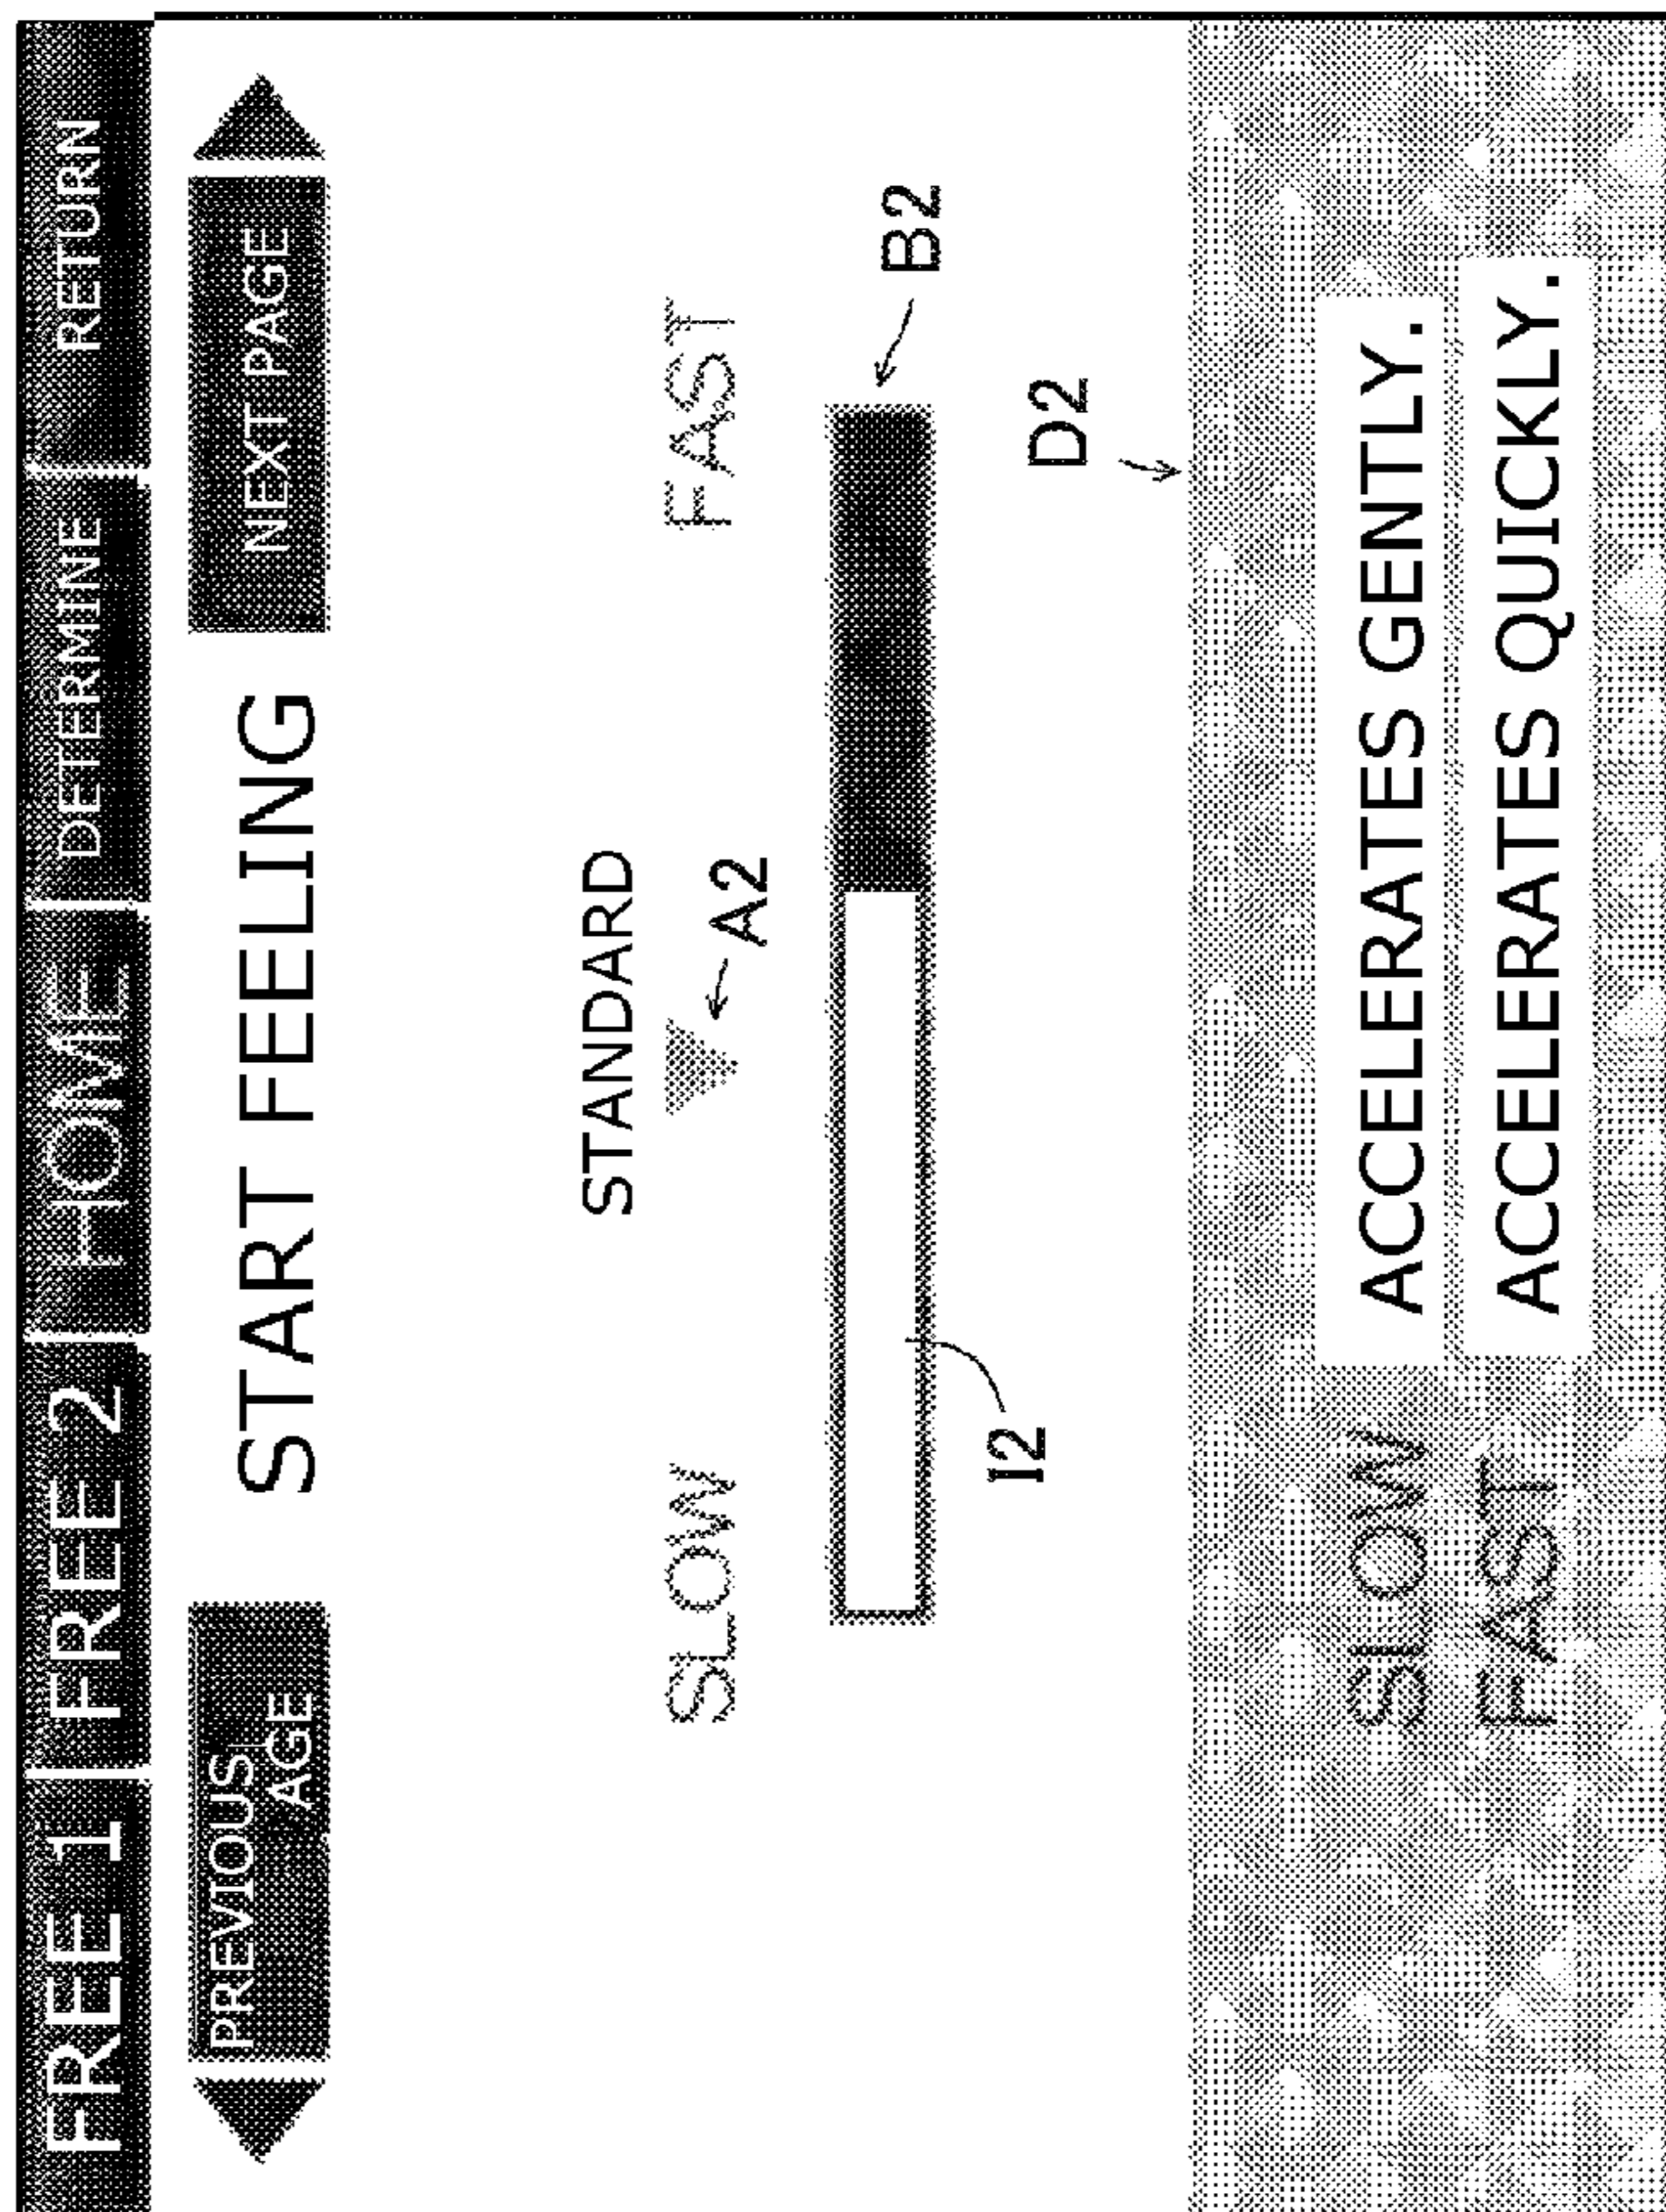 FREE 1 FREE 2 HOME DETERMINE RETURN
PREVIOUS
AGE
START FEELING
NEXT PAGE
STANDARD
A2
SLOW FAST
B2
I2
D2
SLOW ACCELERATES GENTLY.
FAST ACCELERATES QUICKLY.